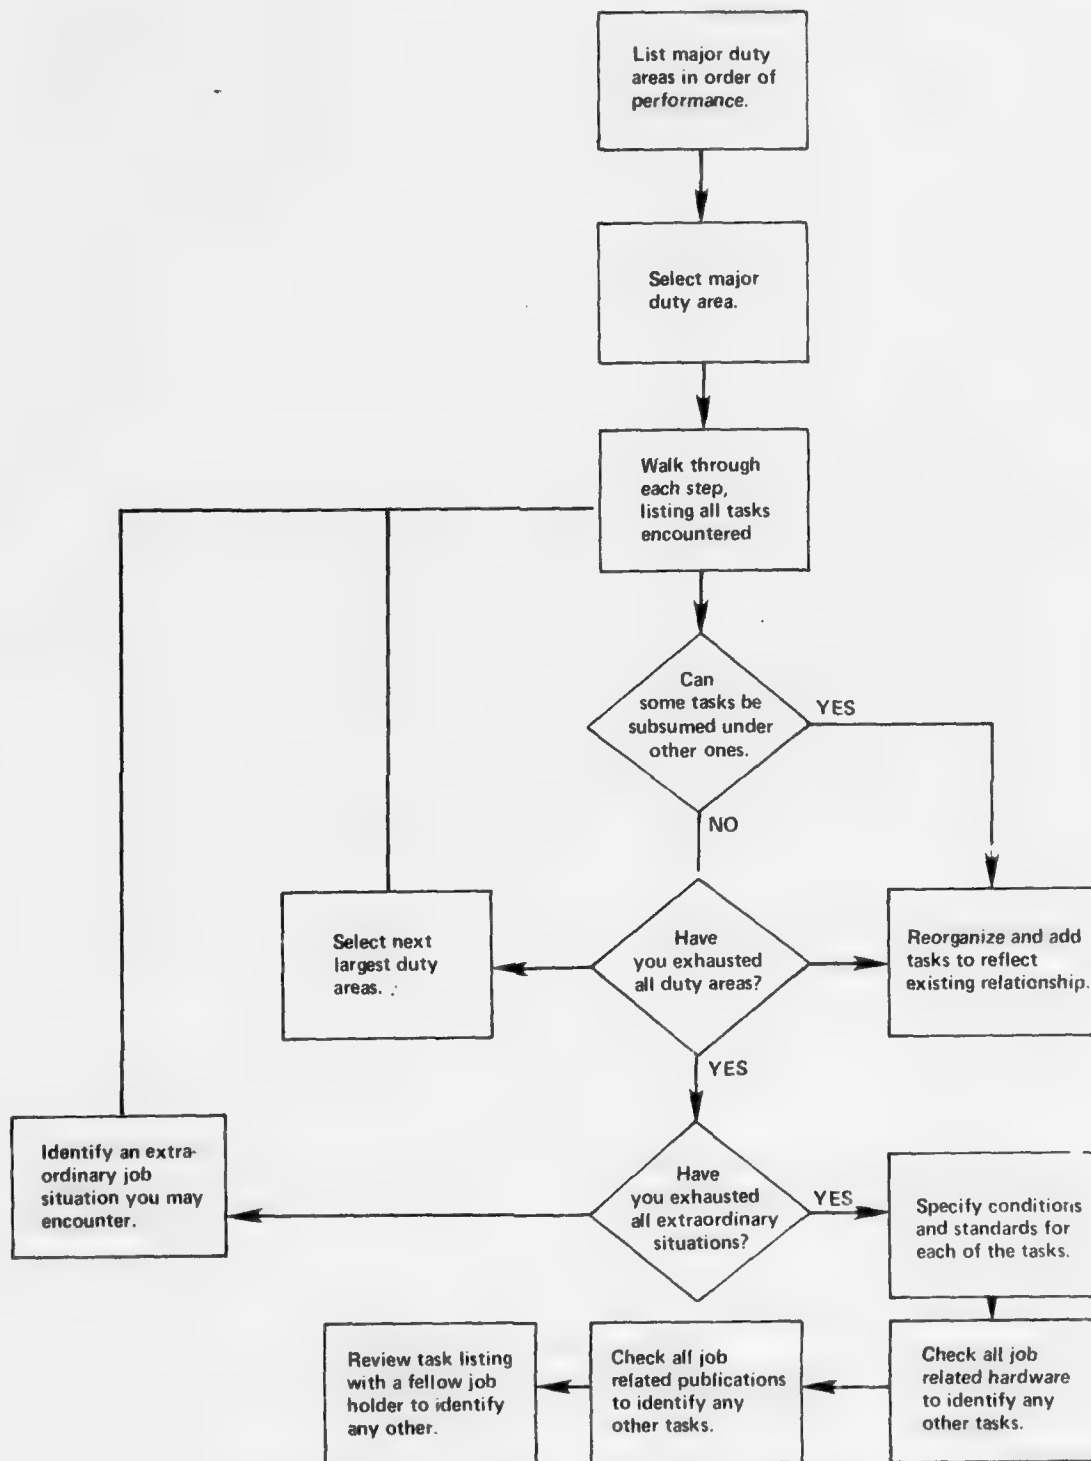 List major duty
areas in order of
performance.
Select major
duty area.
Walk through
each step,
listing all tasks
encountered
Can
some tasks be
subsumed under
other ones.
YES
NO
Select next
largest duty
areas.
Have
you exhausted
all duty areas?
Reorganize and add
tasks to reflect
existing relationship.
YES
Identify an extra-
ordinary job
situation you may
encounter.
Have
you exhausted
all extraordinary
situations?
YES
Specify conditions
and standards for
each of the tasks.
Review task listing
with a fellow job
holder to identify
any other.
Check all job
related publications
to identify any
other tasks.
Check all job
related hardware
to identify any
other tasks.